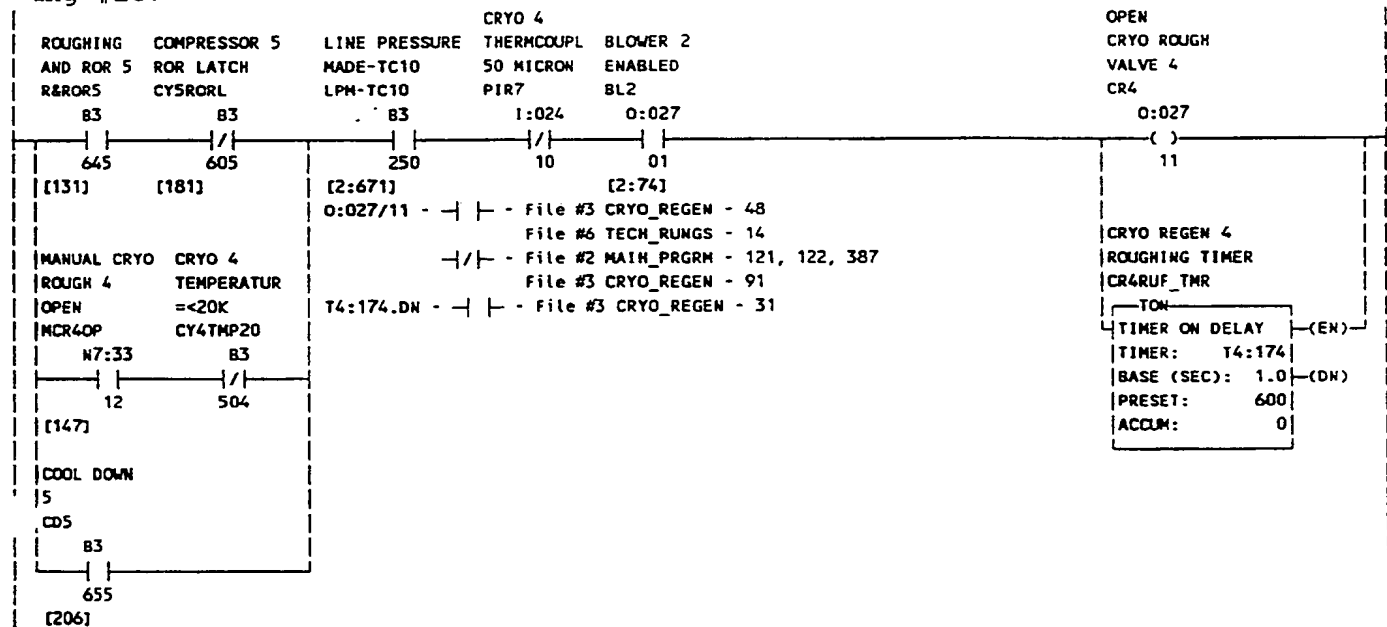 CRYO 4 OPEN
ROUGHING COMPRESSOR 5 LINE PRESSURE THERMCOUPL BLOWER 2 CRYO ROUGH
AND ROR 5 ROR LATCH MADE-TC10 50 MICRON ENABLED VALVE 4
R&ROR5 CY5RORL LPM-TC10 PIR7 BL2 CR4
B3 B3 B3 I:024 O:027 O:027
645 605 250 10 01 11
[131] [181] [2:671] [2:74]
O:027/11 - -| |- - File #3 CRYO_REGEN - 48
File #6 TECH_RUNGS - 14
-|/|- - File #2 MAIN_PRGRM - 121, 122, 387
File #3 CRYO_REGEN - 91
T4:174.DN - -| |- - File #3 CRYO_REGEN - 31
MANUAL CRYO CRYO 4
ROUGH 4 TEMPERATUR
OPEN =<20K
MCR4OP CY4TMP20
N7:33 B3
12 504
[147]
CRYO REGEN 4
ROUGHING TIMER
CR4RUF_TMR
TON
TIMER ON DELAY (EN)
TIMER: T4:174
BASE (SEC): 1.0 (DN)
PRESET: 600
ACCUM: 0
COOL DOWN
5
CD5
B3
655
[206]